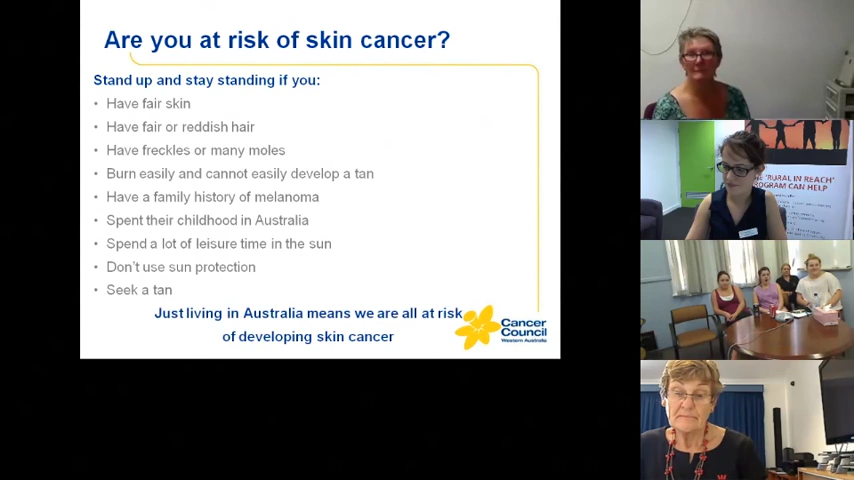 Are you at risk of skin cancer?
Stand up and stay standing if you:
• Have fair skin
• Have fair or reddish hair
• Have freckles or many moles
• Burn easily and cannot easily develop a tan
• Have a family history of melanoma
• Spent their childhood in Australia
• Spend a lot of leisure time in the sun
• Don't use sun protection
• Seek a tan
Just living in Australia means we are all at risk
of developing skin cancer
Cancer
Council
Western Australia
'RURAL IN REACH'
PROGRAM CAN HELP